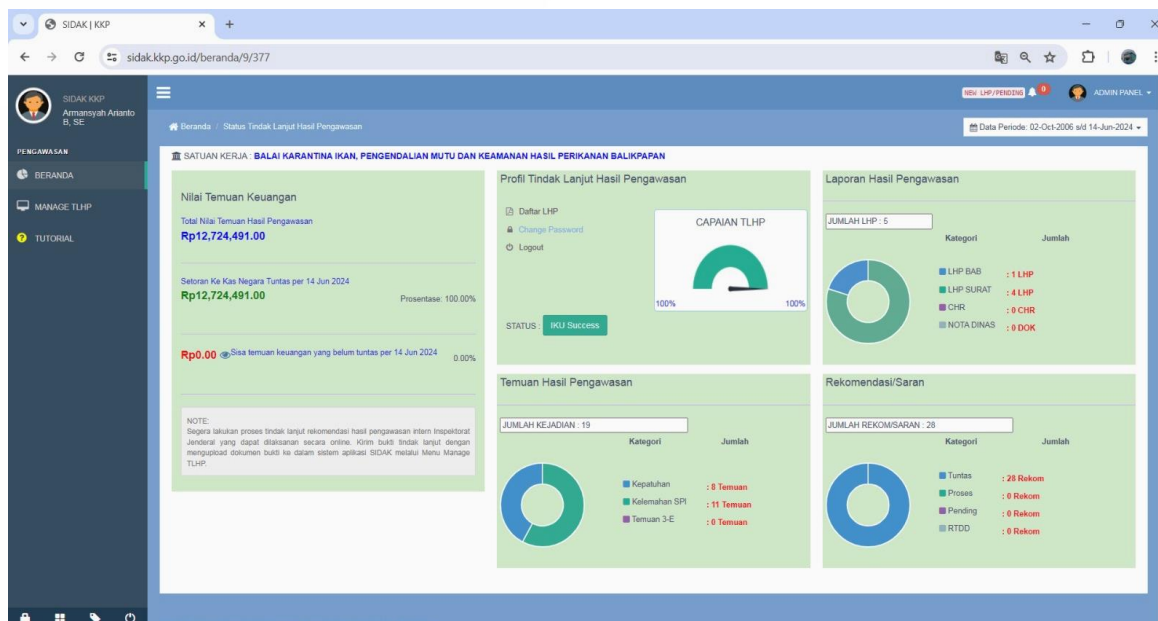 SIDAK | KKP
sidak.kkp.go.id/beranda/9/377
SIDAK KKP
Armansyah Arianto
B, SE
NEW LHP/PENDING
0
ADMIN PANEL
Beranda / Status Tindak Lanjut Hasil Pengawasan
Data Periode: 02-Oct-2006 s/d 14-Jun-2024
PENGAWASAN
BERANDA
MANAGE TLHP
TUTORIAL
SATUAN KERJA : BALAI KARANTINA IKAN, PENGENDALIAN MUTU DAN KEAMANAN HASIL PERIKANAN BALIKPAPAN
Nilai Temuan Keuangan
Total Nilai Temuan Hasil Pengawasan
Rp12,724,491.00
Setoran Ke Kas Negara Tuntas per 14 Jun 2024
Rp12,724,491.00
Prosentase: 100.00%
Rp0.00 Sisa temuan keuangan yang belum tuntas per 14 Jun 2024
0.00%
NOTE:
Segera lakukan proses tindak lanjut rekomendasi hasil pengawasan intern Inspektorat
Jenderal yang dapat dilaksanan secara online. Kirim bukti tindak lanjut dengan
mengupload dokumen bukti ke dalam sistem aplikasi SIDAK melalui Menu Manage
TLHP.
Profil Tindak Lanjut Hasil Pengawasan
Daftar LHP
Change Password
Logout
CAPAIAN TLHP
100%
100%
STATUS : IKU Success
Laporan Hasil Pengawasan
JUMLAH LHP : 5
Kategori Jumlah
LHP BAB : 1 LHP
LHP SURAT : 4 LHP
CHR : 0 CHR
NOTA DINAS : 0 DOK
Temuan Hasil Pengawasan
JUMLAH KEJADIAN : 19
Kategori Jumlah
Kepatuhan : 8 Temuan
Kelemahan SPI : 11 Temuan
Temuan 3-E : 0 Temuan
Rekomendasi/Saran
JUMLAH REKOM/SARAN : 28
Kategori Jumlah
Tuntas : 28 Rekom
Proses : 0 Rekom
Pending : 0 Rekom
RTDD : 0 Rekom